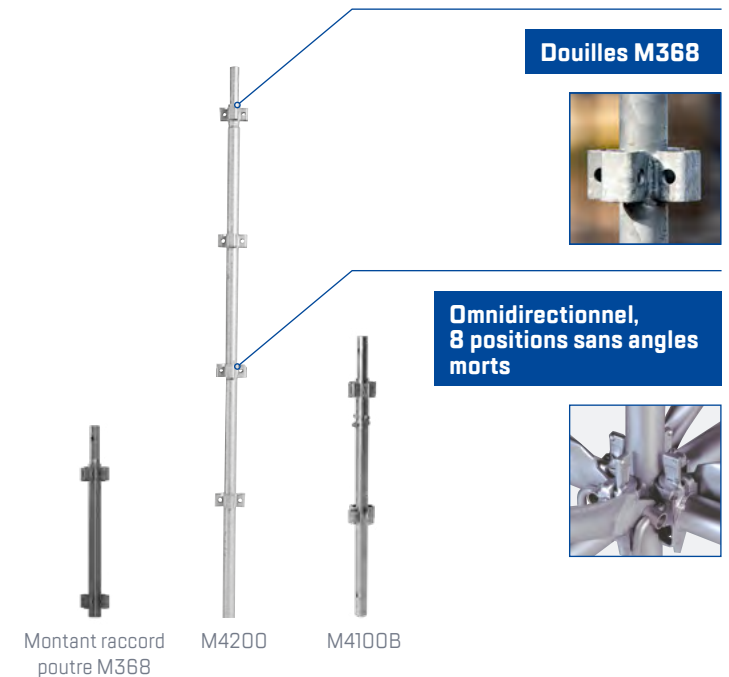 Douilles M368
Omnidirectionnel,
8 positions sans angles
morts
Montant raccord
poutre M368
M4200
M4100B